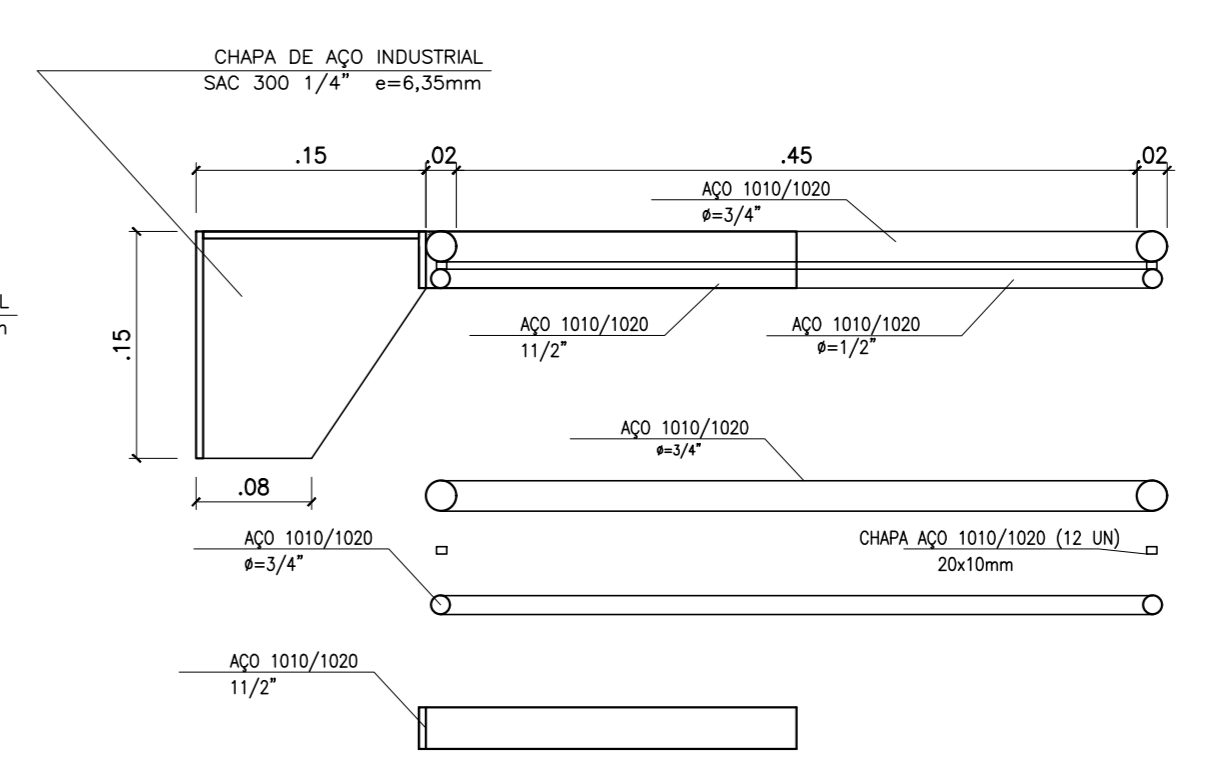 CHAPA DE AÇO INDUSTRIAL
SAC 300 1/4" e=6,35mm
.15
.02
.45
.02
AÇO 1010/1020
ø=3/4"
L
m
.15
AÇO 1010/1020
11/2"
AÇO 1010/1020
ø=1/2"
AÇO 1010/1020
ø=3/4"
.08
AÇO 1010/1020
ø=3/4"
CHAPA AÇO 1010/1020 (12 UN)
20x10mm
AÇO 1010/1020
11/2"